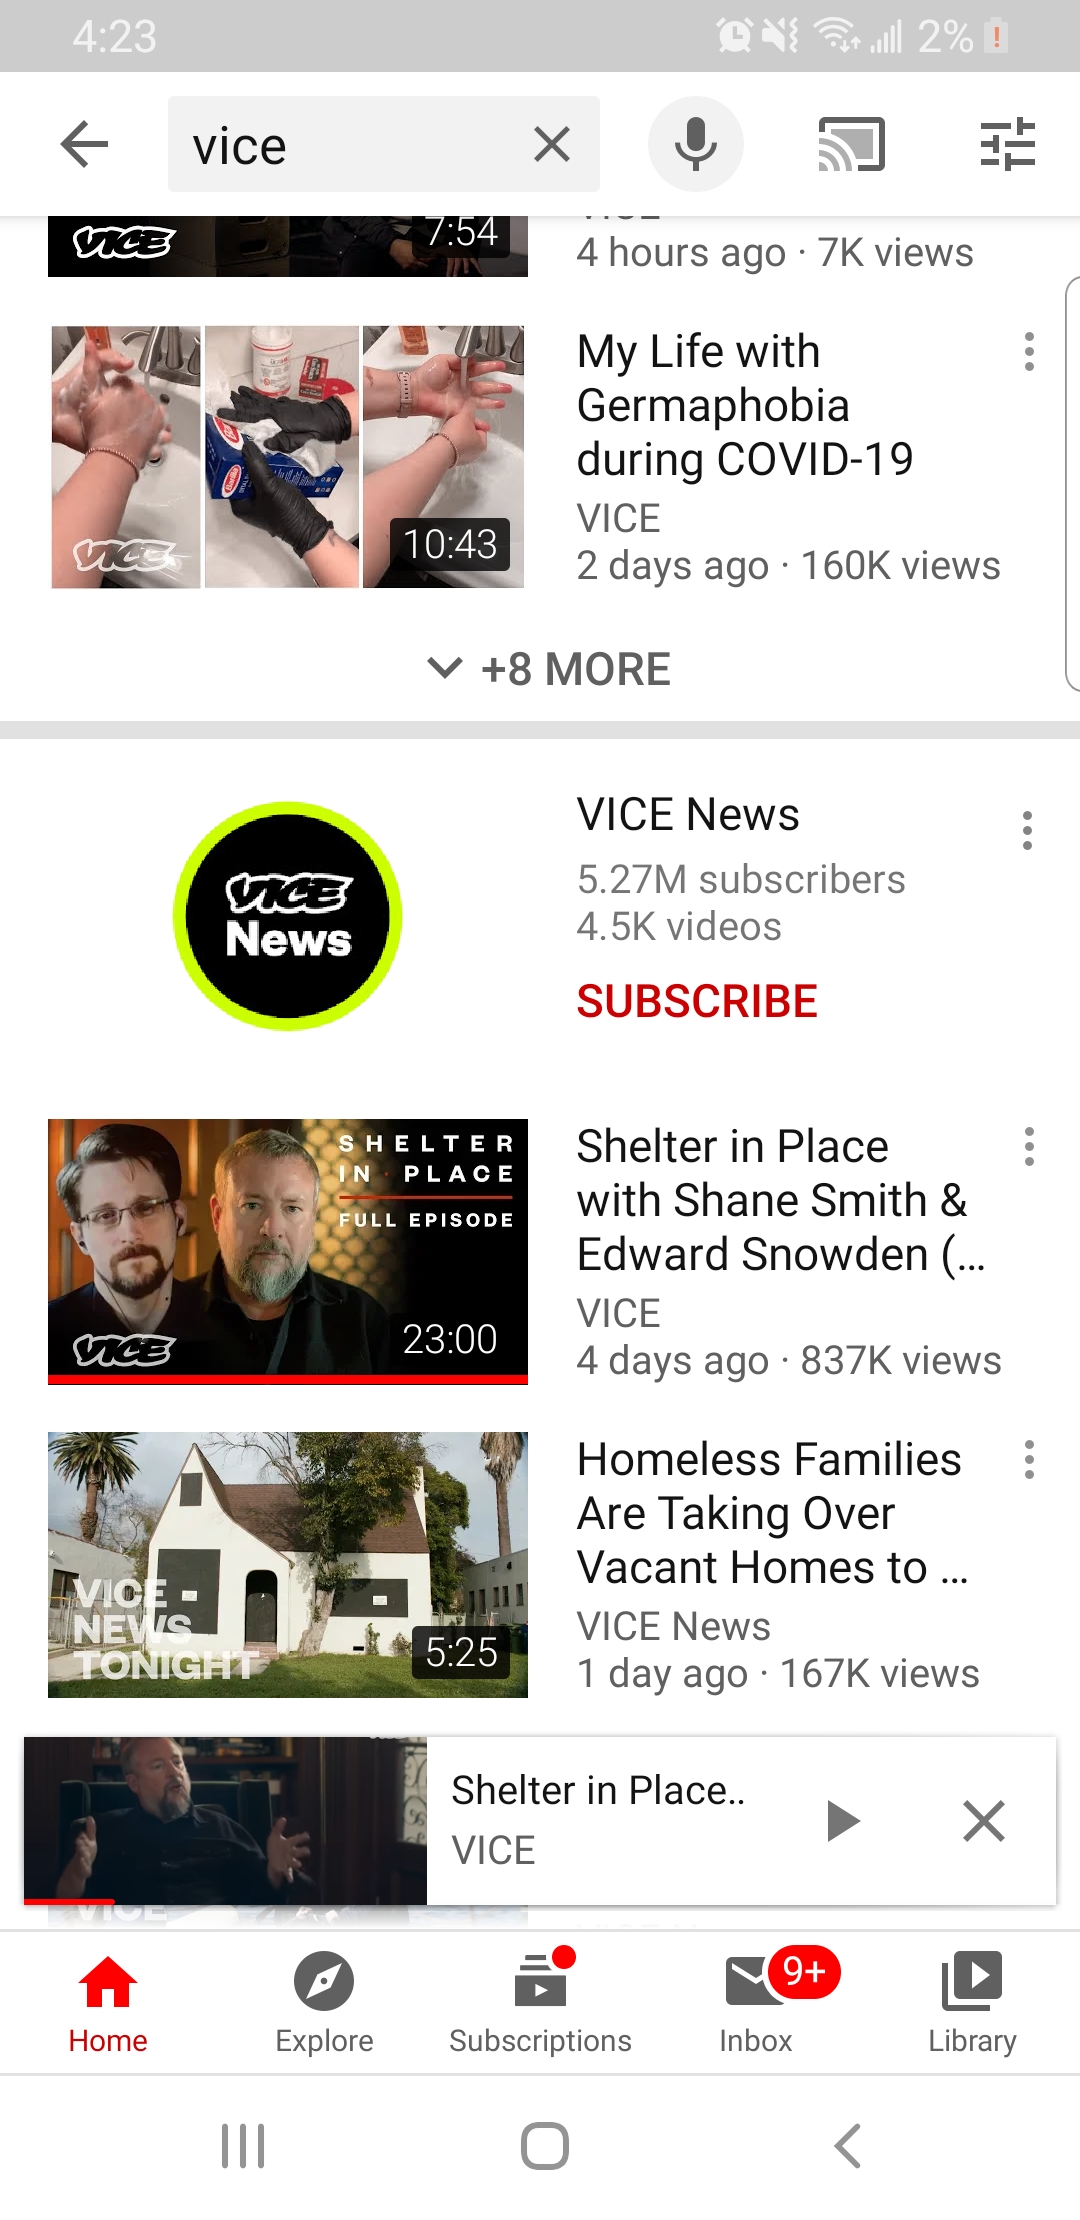 4:23
2%
vice
VICE
7:54
4 hours ago · 7K views
VICE
10:43
My Life with
Germaphobia
during COVID-19
VICE
2 days ago · 160K views
+8 MORE
VICE
News
VICE News
5.27M subscribers
4.5K videos
SUBSCRIBE
SHELTER
IN PLACE
FULL EPISODE
VICE
23:00
Shelter in Place
with Shane Smith &
Edward Snowden (...
VICE
4 days ago · 837K views
VICE
NEWS
TONIGHT
5:25
Homeless Families
Are Taking Over
Vacant Homes to ...
VICE News
1 day ago · 167K views
Shelter in Place..
VICE
VICE
Home
Explore
Subscriptions
9+
Inbox
Library